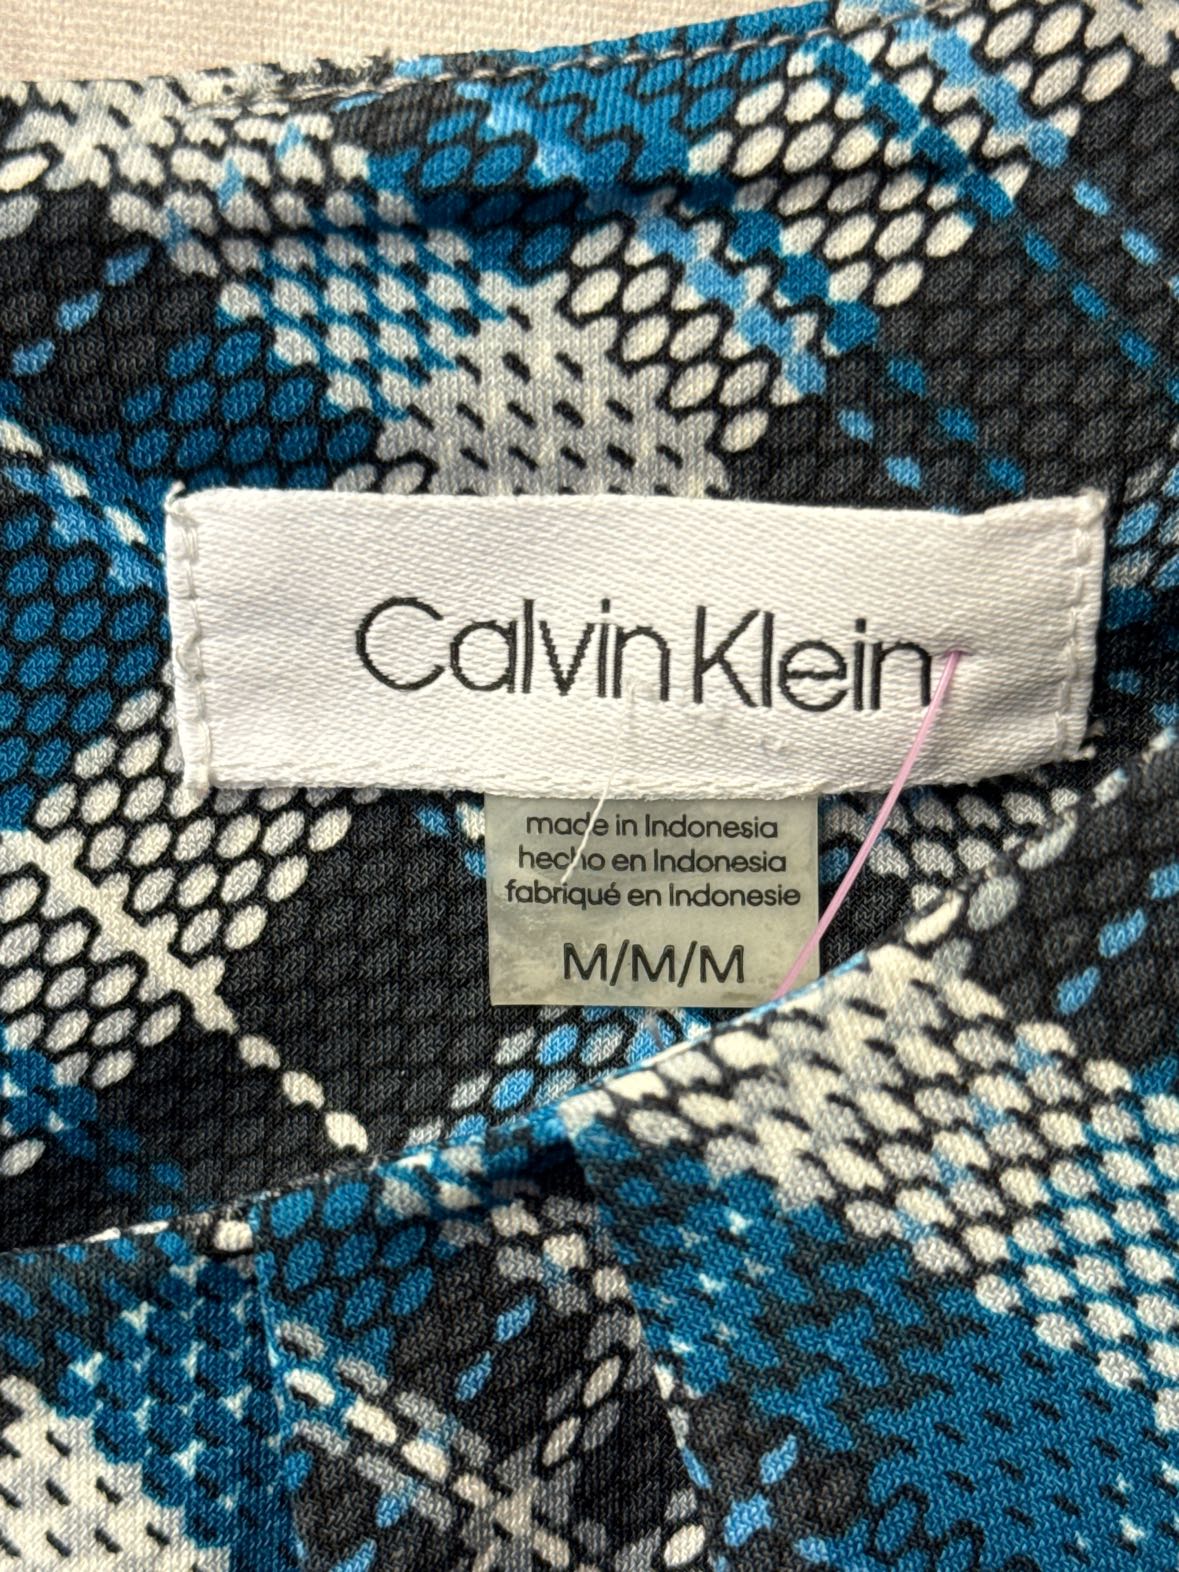 Calvin Klein
made in Indonesia
hecho en Indonesia
fabriqué en Indonesie
M/M/M